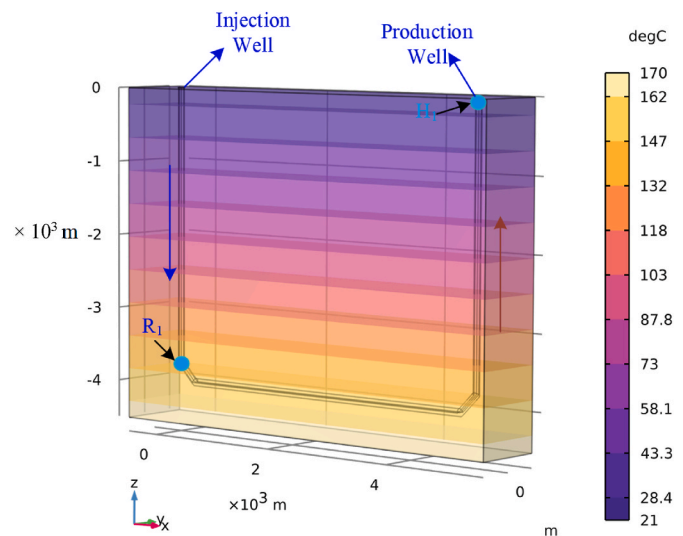 Injection
Well
Production
Well
degC
0
-1
-2
-3
-4
× 10³ m
H₁
R₁
0
2
4
0
×10³ m
m
z
y
x
170
162
147
132
118
103
87.8
73
58.1
43.3
28.4
21